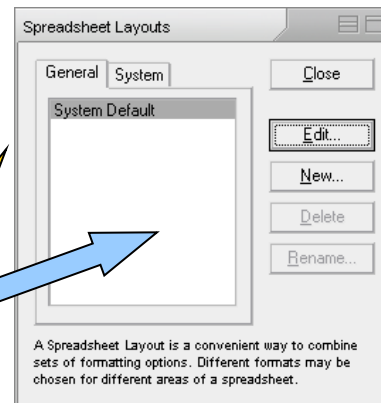 Spreadsheet Layouts
General System
Close
System Default
Edit...
New...
Delete
Rename...
A Spreadsheet Layout is a convenient way to combine
sets of formatting options. Different formats may be
chosen for different areas of a spreadsheet.